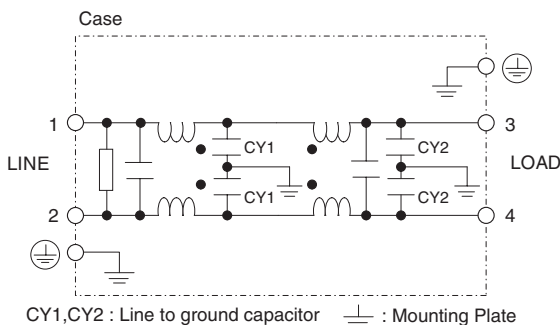 Case
1
3
CY1
CY2
LINE
LOAD
CY1
CY2
2
4
CY1,CY2 : Line to ground capacitor : Mounting Plate